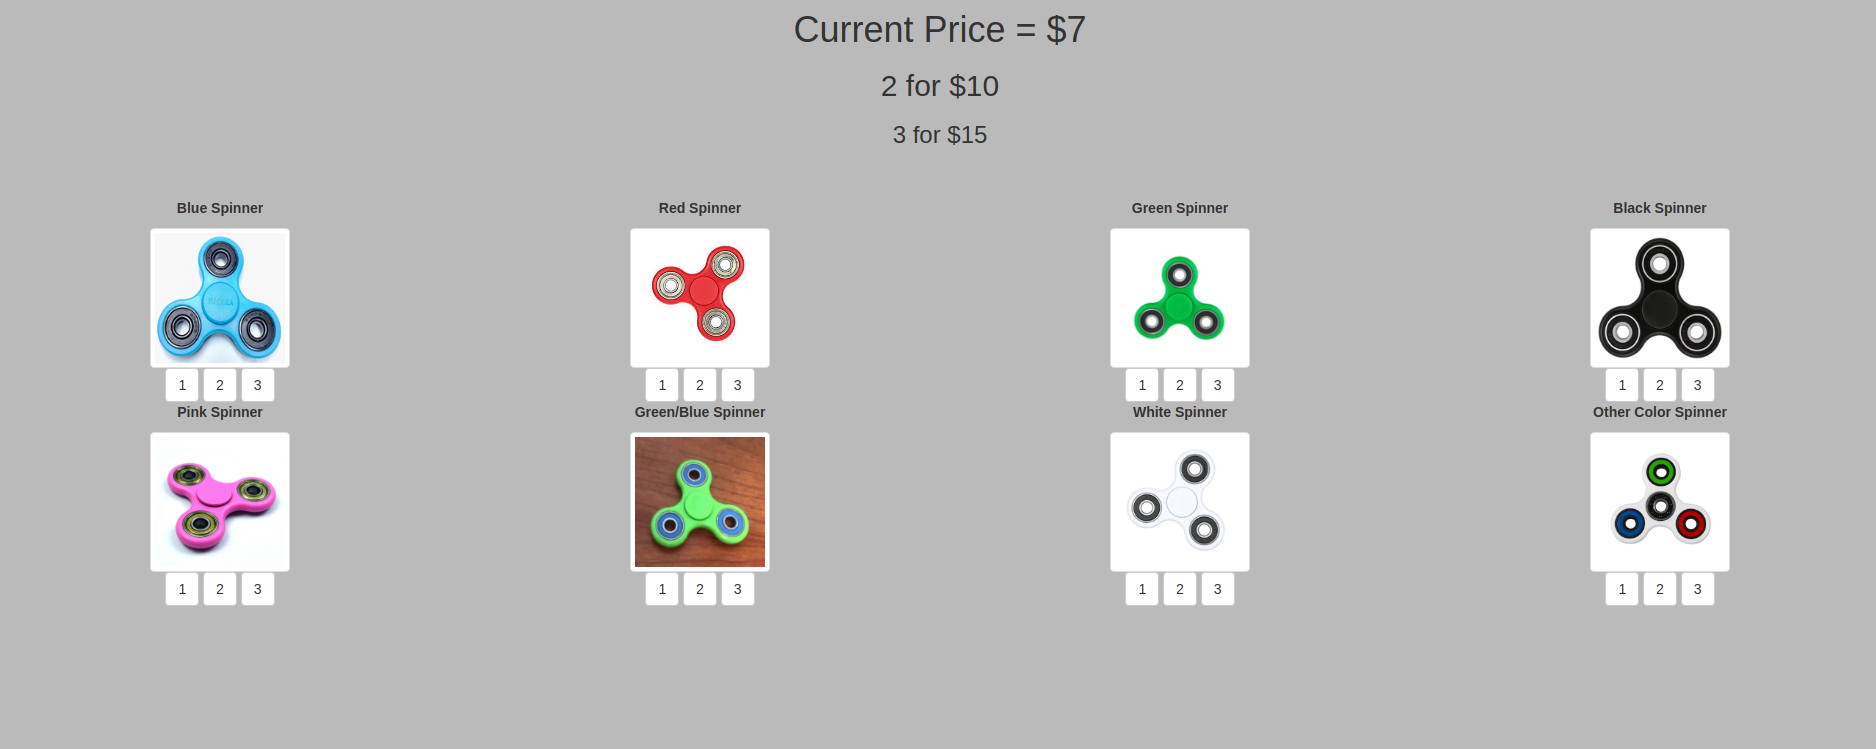 Current Price = $7
2 for $10
3 for $15
Blue Spinner
Red Spinner
Green Spinner
Black Spinner
1 2 3
1 2 3
1 2 3
1 2 3
Pink Spinner
Green/Blue Spinner
White Spinner
Other Color Spinner
1 2 3
1 2 3
1 2 3
1 2 3